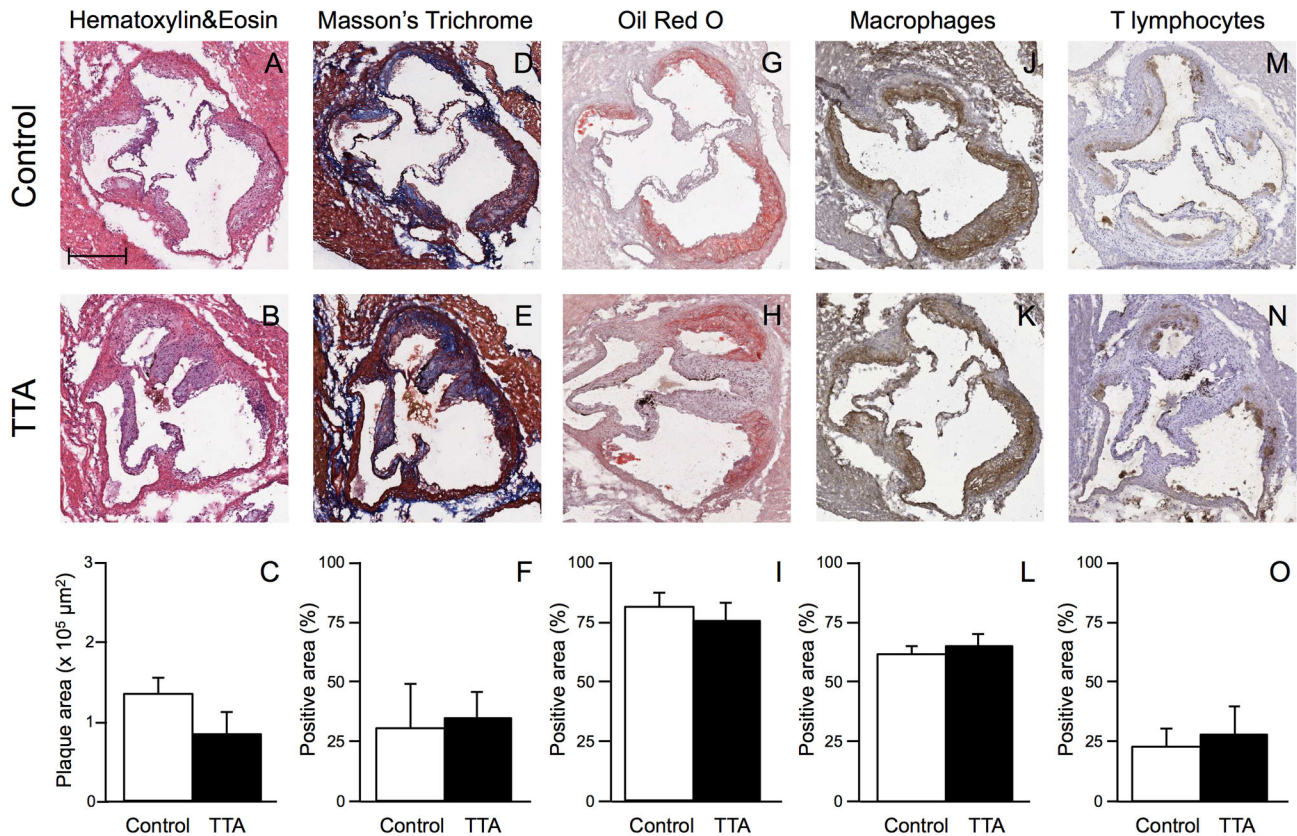 Hematoxylin&Eosin
Masson's Trichrome
Oil Red O
Macrophages
T lymphocytes
Control
A
D
G
J
M
TTA
B
E
H
K
N
Plaque area (x 10⁵ µm²)
3
2
1
0
C
Control TTA
Positive area (%)
100
75
50
25
0
F
Control TTA
Positive area (%)
100
75
50
25
0
I
Control TTA
Positive area (%)
100
75
50
25
0
L
Control TTA
Positive area (%)
100
75
50
25
0
O
Control TTA